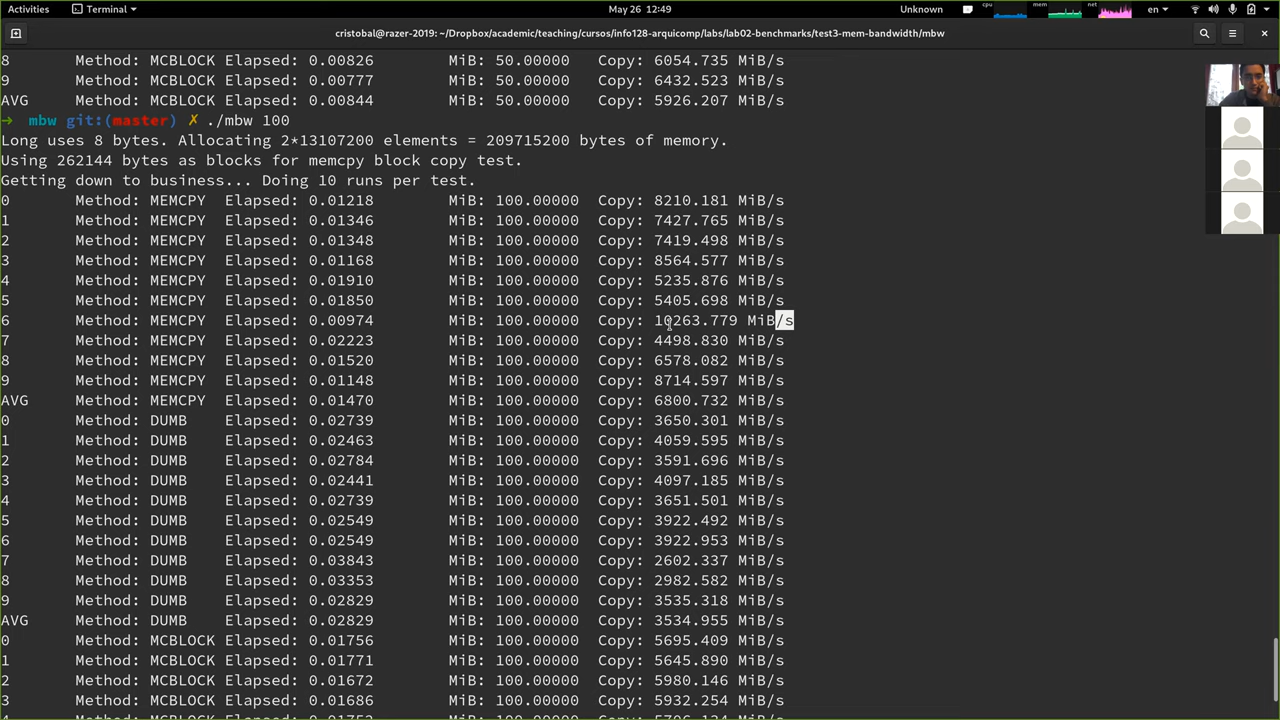 Activities Terminal May 26 12:49 Unknown cpu mem net en
cristobal@razer-2019: ~/Dropbox/academic/teaching/cursos/info128-arquicomp/labs/lab02-benchmarks/test3-mem-bandwidth/mbw
8 Method: MCBLOCK Elapsed: 0.00826 MiB: 50.00000 Copy: 6054.735 MiB/s
9 Method: MCBLOCK Elapsed: 0.00777 MiB: 50.00000 Copy: 6432.523 MiB/s
AVG Method: MCBLOCK Elapsed: 0.00844 MiB: 50.00000 Copy: 5926.207 MiB/s
→ mbw git:(master) ✗ ./mbw 100
Long uses 8 bytes. Allocating 2*13107200 elements = 209715200 bytes of memory.
Using 262144 bytes as blocks for memcpy block copy test.
Getting down to business... Doing 10 runs per test.
0 Method: MEMCPY Elapsed: 0.01218 MiB: 100.00000 Copy: 8210.181 MiB/s
1 Method: MEMCPY Elapsed: 0.01346 MiB: 100.00000 Copy: 7427.765 MiB/s
2 Method: MEMCPY Elapsed: 0.01348 MiB: 100.00000 Copy: 7419.498 MiB/s
3 Method: MEMCPY Elapsed: 0.01168 MiB: 100.00000 Copy: 8564.577 MiB/s
4 Method: MEMCPY Elapsed: 0.01910 MiB: 100.00000 Copy: 5235.876 MiB/s
5 Method: MEMCPY Elapsed: 0.01850 MiB: 100.00000 Copy: 5405.698 MiB/s
6 Method: MEMCPY Elapsed: 0.00974 MiB: 100.00000 Copy: 10263.779 MiB/s
7 Method: MEMCPY Elapsed: 0.02223 MiB: 100.00000 Copy: 4498.830 MiB/s
8 Method: MEMCPY Elapsed: 0.01520 MiB: 100.00000 Copy: 6578.082 MiB/s
9 Method: MEMCPY Elapsed: 0.01148 MiB: 100.00000 Copy: 8714.597 MiB/s
AVG Method: MEMCPY Elapsed: 0.01470 MiB: 100.00000 Copy: 6800.732 MiB/s
0 Method: DUMB Elapsed: 0.02739 MiB: 100.00000 Copy: 3650.301 MiB/s
1 Method: DUMB Elapsed: 0.02463 MiB: 100.00000 Copy: 4059.595 MiB/s
2 Method: DUMB Elapsed: 0.02784 MiB: 100.00000 Copy: 3591.696 MiB/s
3 Method: DUMB Elapsed: 0.02441 MiB: 100.00000 Copy: 4097.185 MiB/s
4 Method: DUMB Elapsed: 0.02739 MiB: 100.00000 Copy: 3651.501 MiB/s
5 Method: DUMB Elapsed: 0.02549 MiB: 100.00000 Copy: 3922.492 MiB/s
6 Method: DUMB Elapsed: 0.02549 MiB: 100.00000 Copy: 3922.953 MiB/s
7 Method: DUMB Elapsed: 0.03843 MiB: 100.00000 Copy: 2602.337 MiB/s
8 Method: DUMB Elapsed: 0.03353 MiB: 100.00000 Copy: 2982.582 MiB/s
9 Method: DUMB Elapsed: 0.02829 MiB: 100.00000 Copy: 3535.318 MiB/s
AVG Method: DUMB Elapsed: 0.02829 MiB: 100.00000 Copy: 3534.955 MiB/s
0 Method: MCBLOCK Elapsed: 0.01756 MiB: 100.00000 Copy: 5695.409 MiB/s
1 Method: MCBLOCK Elapsed: 0.01771 MiB: 100.00000 Copy: 5645.890 MiB/s
2 Method: MCBLOCK Elapsed: 0.01672 MiB: 100.00000 Copy: 5980.146 MiB/s
3 Method: MCBLOCK Elapsed: 0.01686 MiB: 100.00000 Copy: 5932.254 MiB/s